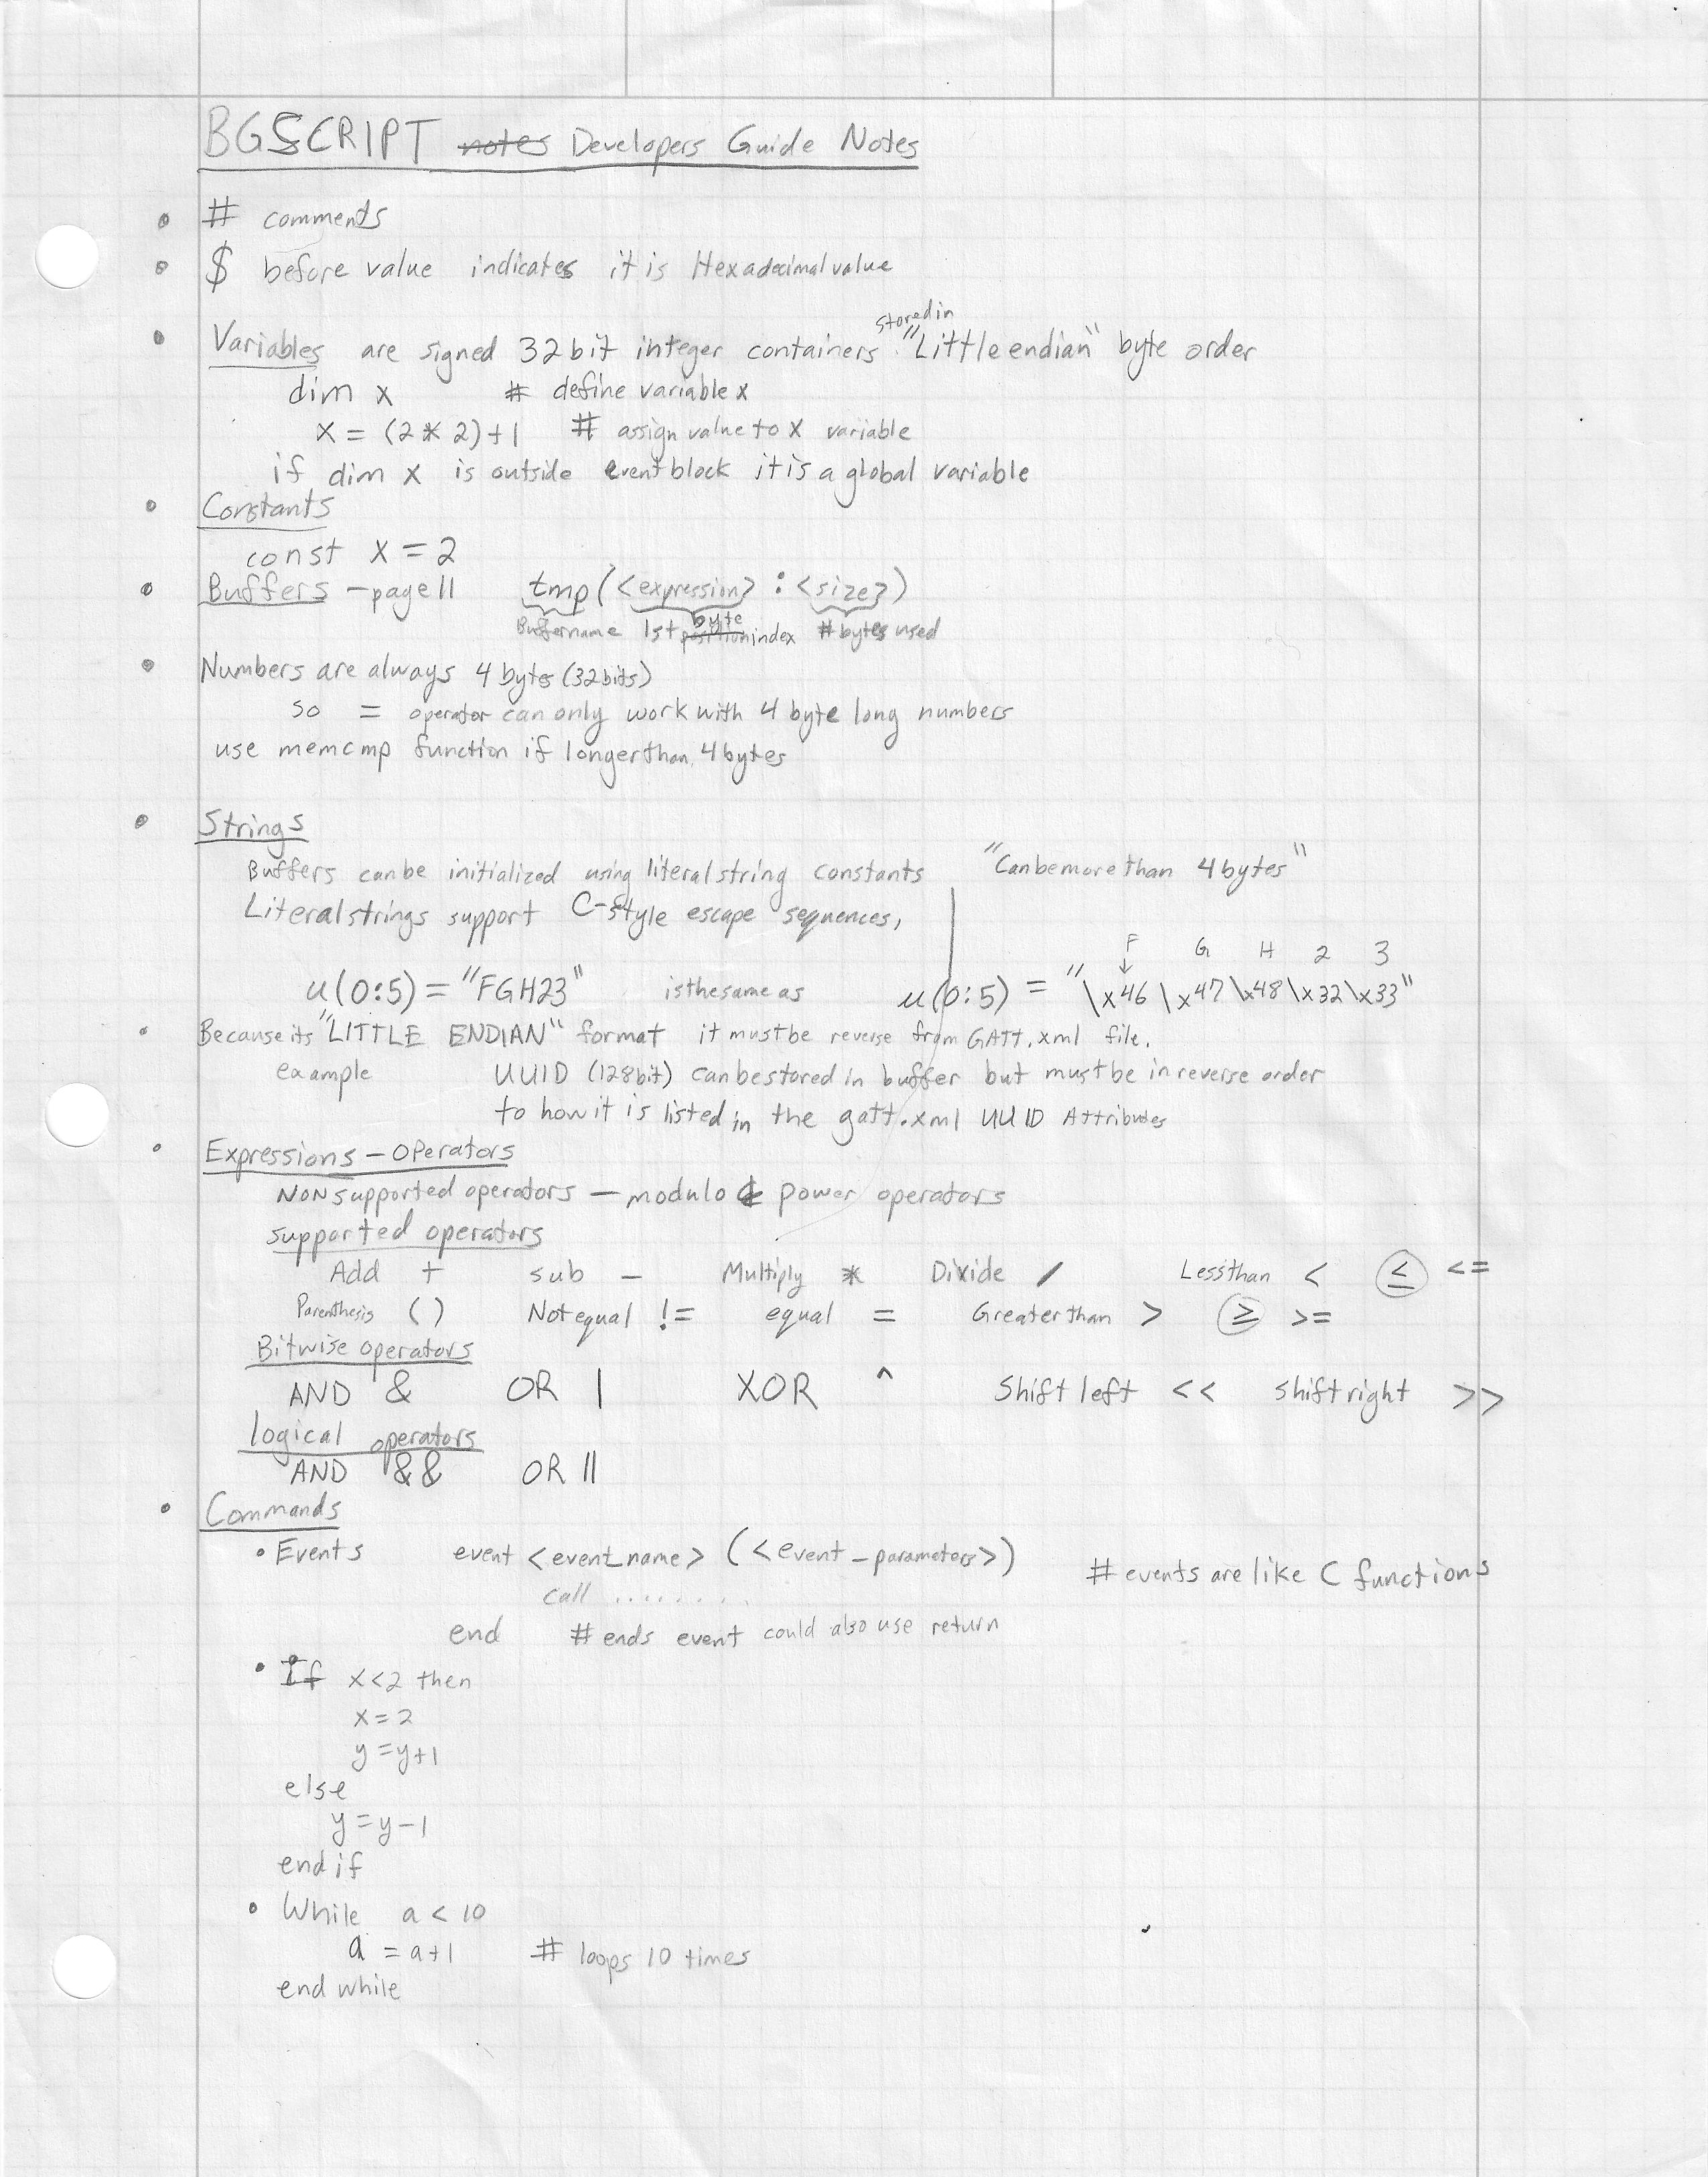 BGSCRIPT notes Developers Guide Notes
# comments
$ before value indicates it is Hexadecimal value
Variables are signed 32 bit integer containers stored in "Little endian" byte order
dim x # define variable x
x = (2 * 2) + 1 # assign value to x variable
if dim x is outside event block it is a global variable
Constants
const x = 2
Buffers - page 11 tmp (<expression> : <size>)
Buffername 1st position byte index # bytes used
Numbers are always 4 bytes (32 bits)
so = operator can only work with 4 byte long numbers
use memcmp function if longer than 4 bytes
Strings
Buffers can be initialized using literal string constants "Can be more than 4 bytes"
Literal strings support C-style escape sequences,
F G H 2 3
u(0:5) = "FGH23" is the same as u(0:5) = "\x46 \x47 \x48 \x32 \x33"
Because its "LITTLE ENDIAN" format it must be reverse from GATT.xml file.
example UUID (128bit) can be stored in buffer but must be in reverse order
to how it is listed in the gatt.xml UUID Attributes
Expressions - Operators
NON supported operators - modulo & power operators
supported operators
Add + sub - Multiply * Divide / Less than < ≤ <=
Parenthesis ( ) Not equal != equal = Greater than > ≥ >=
Bitwise operators
AND & OR | XOR ^ Shift left << shift right >>
logical operators
AND && OR ||
Commands
Events event <event_name> (<event_parameters>)
# events are like C functions
call ........
end # ends event could also use return
If x<2 then
x=2
y=y+1
else
y=y-1
end if
While a < 10
a = a+1 # loops 10 times
end while